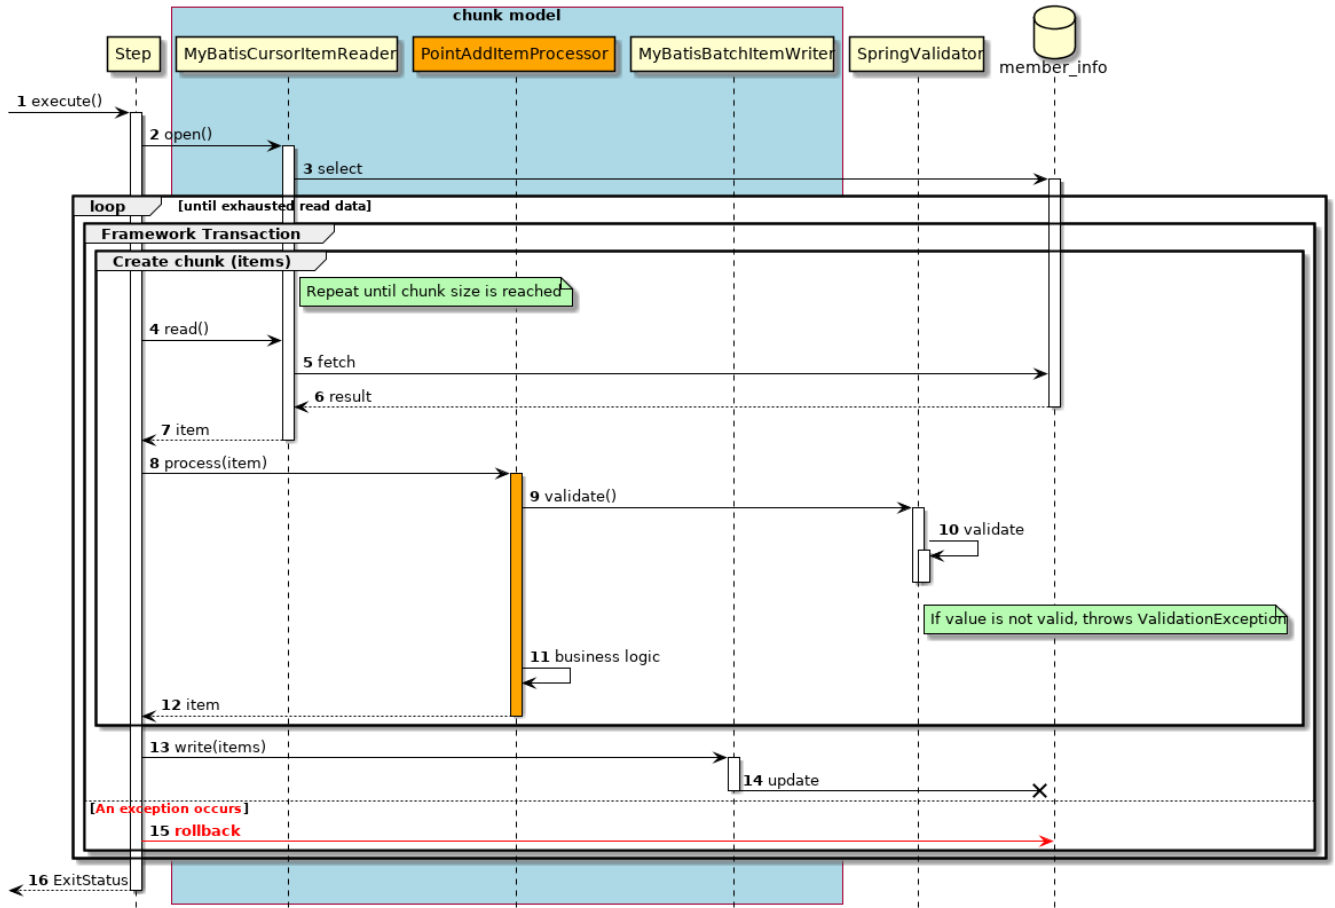 chunk model
Step
MyBatisCursorItemReader
PointAddItemProcessor
MyBatisBatchItemWriter
SpringValidator
member_info
1 execute()
2 open()
3 select
loop
[until exhausted read data]
Framework Transaction
Create chunk (items)
Repeat until chunk size is reached
4 read()
5 fetch
6 result
7 item
8 process(item)
9 validate()
10 validate
If value is not valid, throws ValidationException
11 business logic
12 item
13 write(items)
14 update
[An exception occurs]
15 rollback
16 ExitStatus